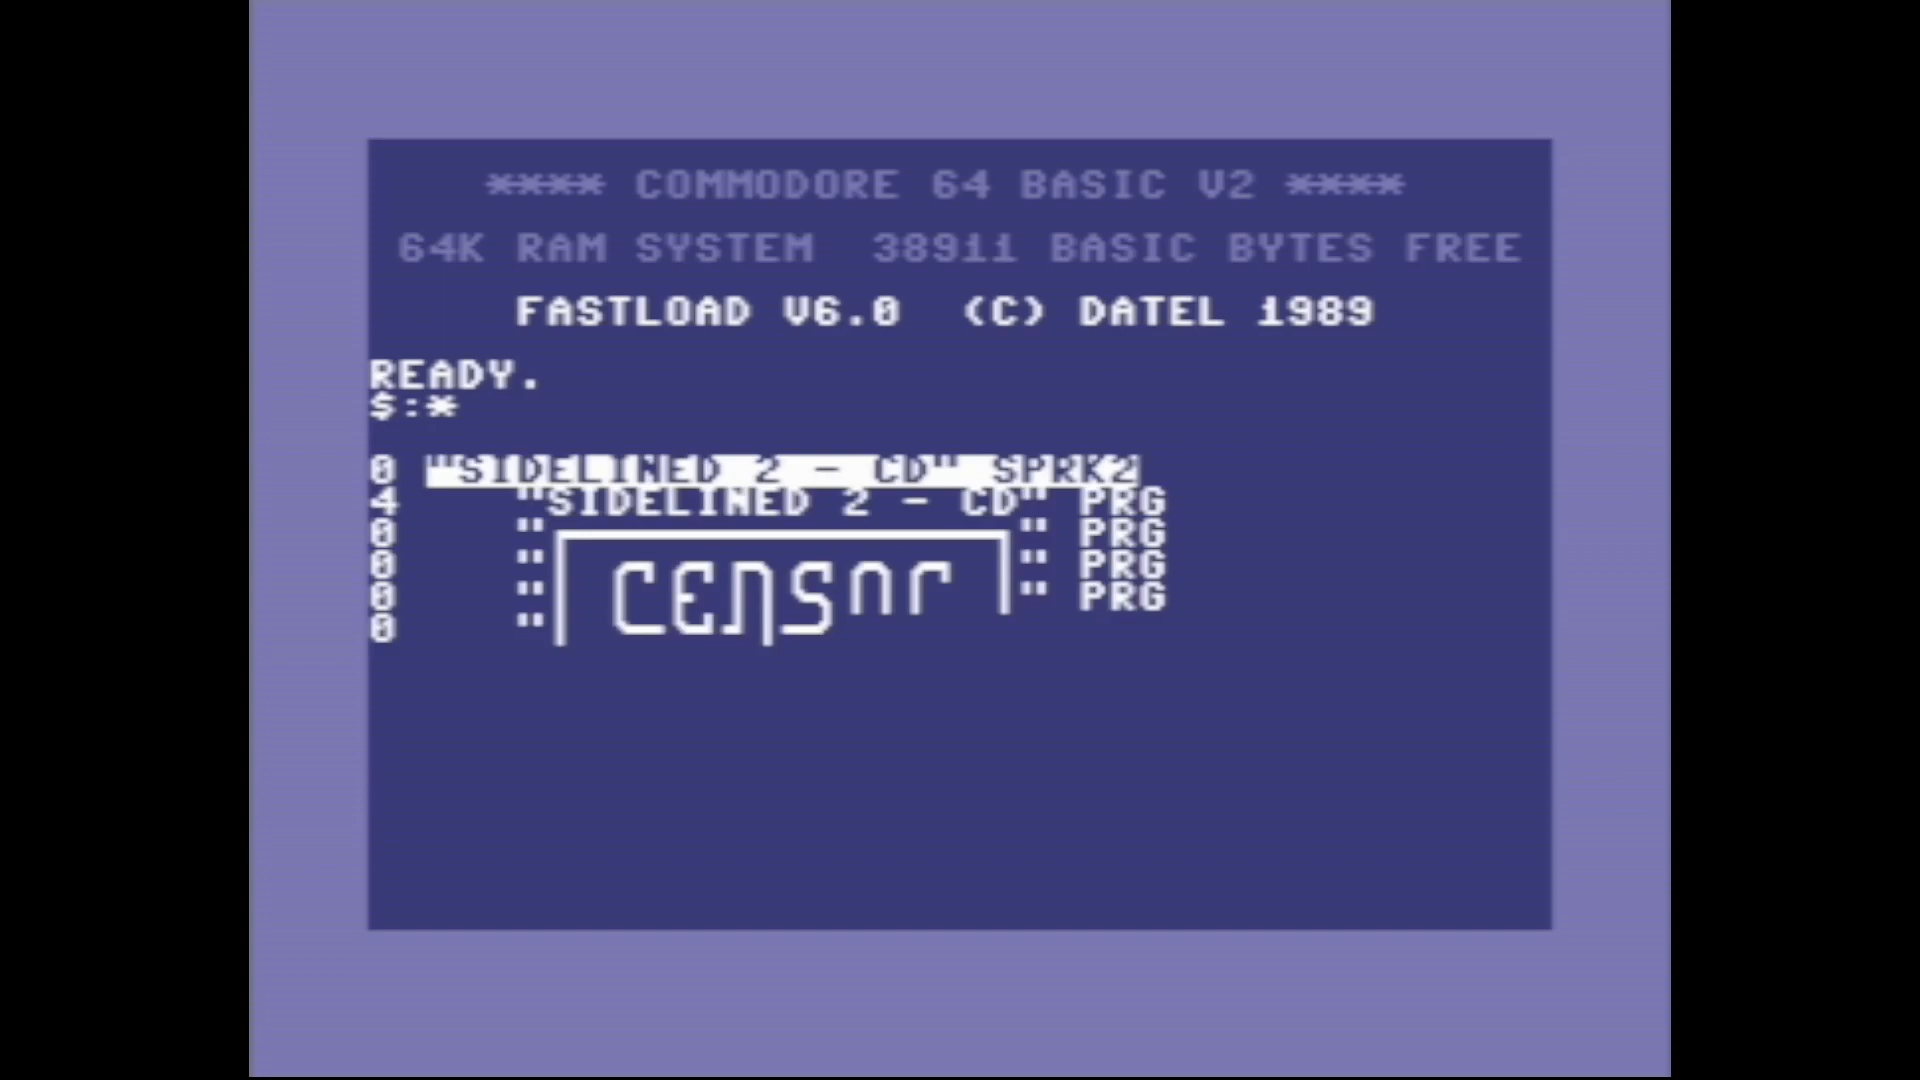 **** COMMODORE 64 BASIC V2 ****
64K RAM SYSTEM  38911 BASIC BYTES FREE
FASTLOAD V6.0  (C) DATEL 1989
READY.
$:*
0 "SIDELINED 2 - CD" SPRK2
4 "SIDELINED 2 - CD" PRG
0 " " PRG
0 " CENSOR " PRG
0 " " PRG
0 "